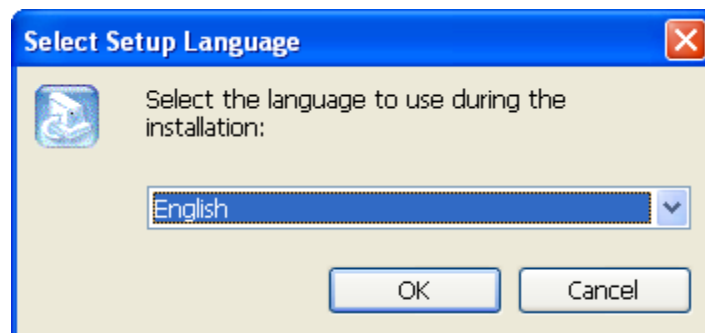 Select Setup Language
Select the language to use during the
installation:
English
OK
Cancel